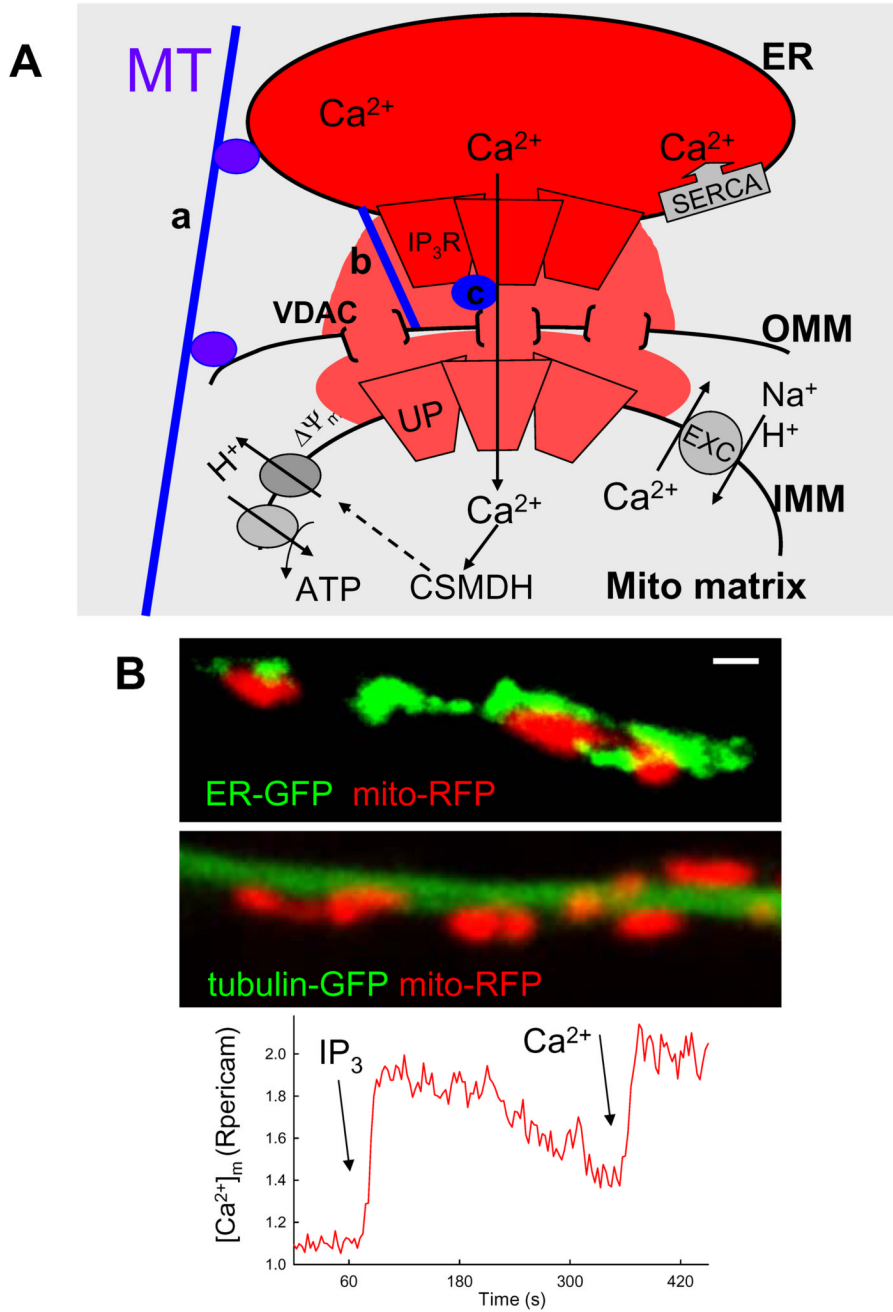 A
MT
ER
Ca²⁺
Ca²⁺
Ca²⁺
SERCA
a
IP₃R
b
c
VDAC
OMM
UP
ΔΨm
Na⁺
H⁺
H⁺
EXC
Ca²⁺
Ca²⁺
IMM
ATP
CSMDH
Mito matrix
B
ER-GFP mito-RFP
tubulin-GFP mito-RFP
IP₃
Ca²⁺
[Ca²⁺]m (Rpericam)
2.0
1.8
1.6
1.4
1.2
1.1
1.0
60 180 300 420
Time (s)